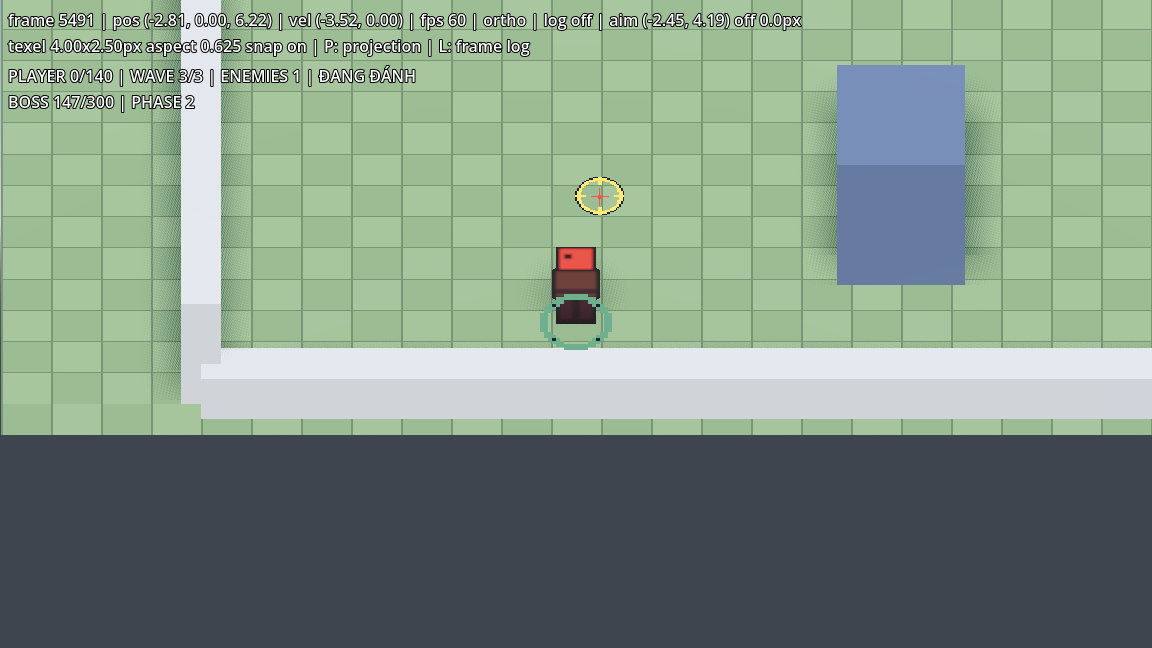 frame 5491 | pos (-2.81, 0.00, 6.22) | vel (-3.52, 0.00) | fps 60 | ortho | log off | aim (-2.45, 4.19) off 0.0px
texel 4.00x2.50px aspect 0.625 snap on | P: projection | L: frame log
PLAYER 0/140 | WAVE 3/3 | ENEMIES 1 | ĐANG ĐÁNH
BOSS 147/300 | PHASE 2